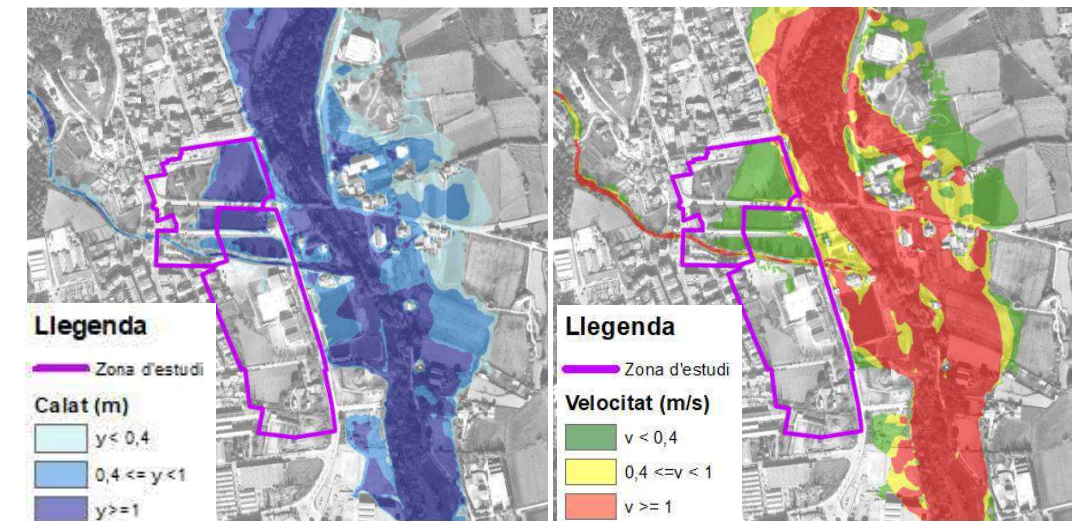 Llegenda
Zona d'estudi
Calat (m)
y< 0,4
0,4 <= y <1
y>=1
Llegenda
Zona d'estudi
Velocitat (m/s)
v < 0,4
0,4 <=v < 1
v >= 1